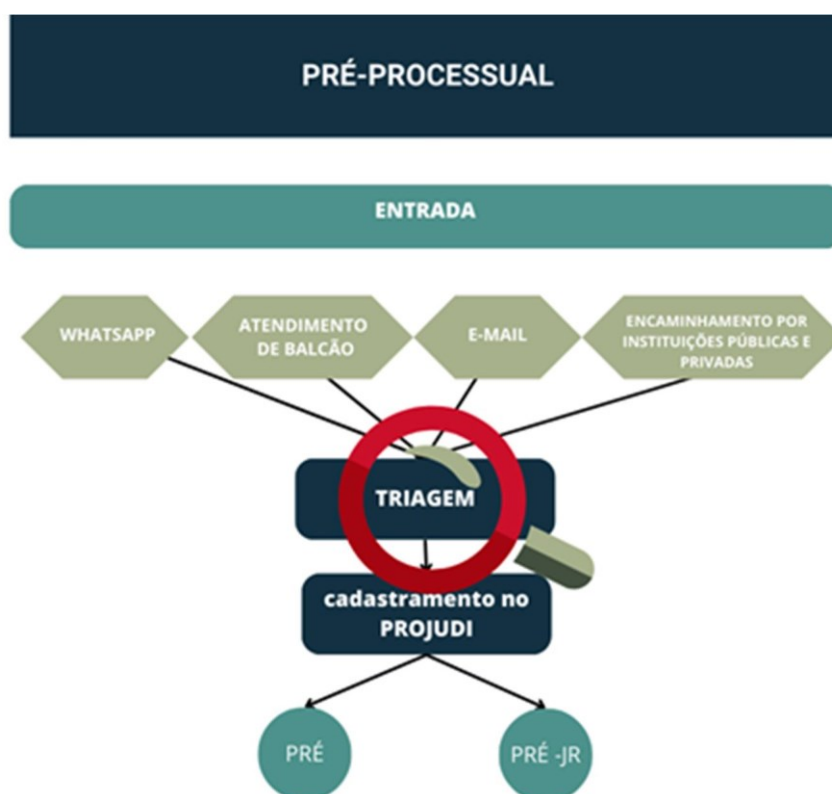 PRÉ-PROCESSUAL
ENTRADA
WHATSAPP
ATENDIMENTO
DE BALCÃO
E-MAIL
ENCAMINHAMENTO POR
INSTITUIÇÕES PÚBLICAS E
PRIVADAS
TRIAGEM
cadastramento no
PROJUDI
PRÉ
PRÉ -JR